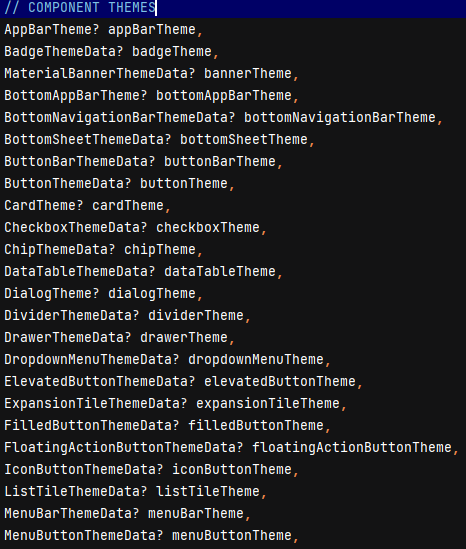 // COMPONENT THEMES
AppBarTheme? appBarTheme,
BadgeThemeData? badgeTheme,
MaterialBannerThemeData? bannerTheme,
BottomAppBarTheme? bottomAppBarTheme,
BottomNavigationBarThemeData? bottomNavigationBarTheme,
BottomSheetThemeData? bottomSheetTheme,
ButtonBarThemeData? buttonBarTheme,
ButtonThemeData? buttonTheme,
CardTheme? cardTheme,
CheckboxThemeData? checkboxTheme,
ChipThemeData? chipTheme,
DataTableThemeData? dataTableTheme,
DialogTheme? dialogTheme,
DividerThemeData? dividerTheme,
DrawerThemeData? drawerTheme,
DropdownMenuThemeData? dropdownMenuTheme,
ElevatedButtonThemeData? elevatedButtonTheme,
ExpansionTileThemeData? expansionTileTheme,
FilledButtonThemeData? filledButtonTheme,
FloatingActionButtonThemeData? floatingActionButtonTheme,
IconButtonThemeData? iconButtonTheme,
ListTileThemeData? listTileTheme,
MenuBarThemeData? menuBarTheme,
MenuButtonThemeData? menuButtonTheme,